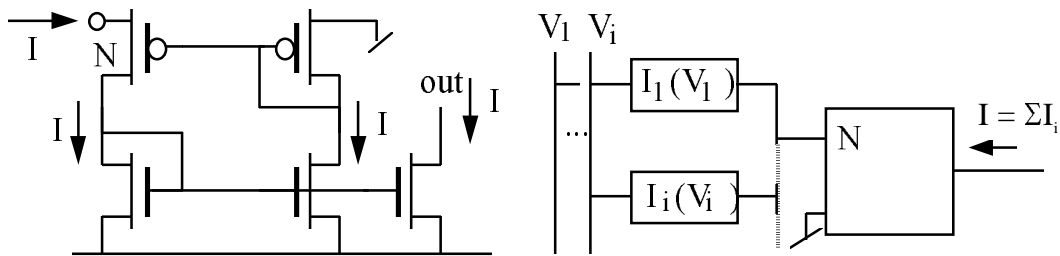 I
N
I
I
out
I
V₁ Vᵢ
I₁(V₁)
...
Iᵢ(Vᵢ)
N
I = ΣIᵢ